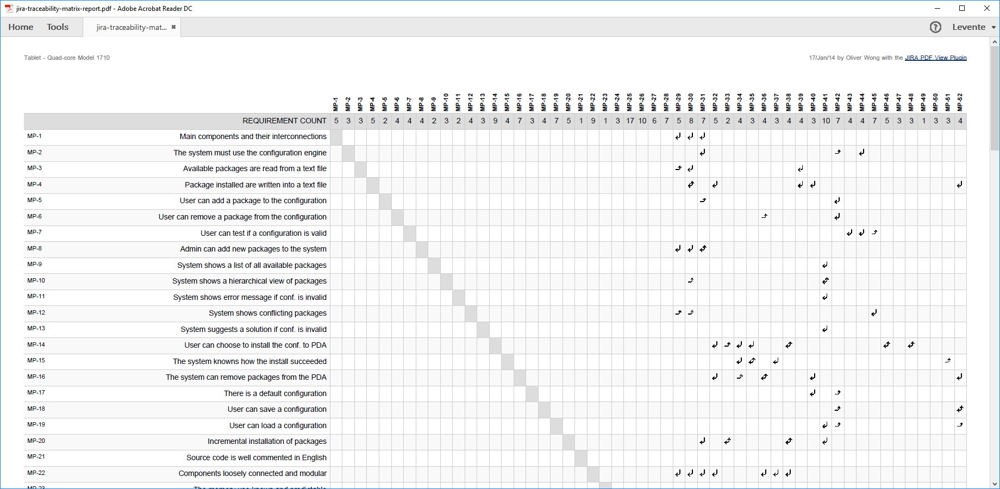 jira-traceability-matrix-report.pdf - Adobe Acrobat Reader DC
Home Tools jira-traceability-mat... Levente
Tablet - Quad-core Model 1710 17/Jan/14 by Oliver Wong with the JIRA PDF View Plugin
MP-1 MP-2 MP-3 MP-4 MP-5 MP-6 MP-7 MP-8 MP-9 MP-10 MP-11 MP-12 MP-13 MP-14 MP-15 MP-16 MP-17 MP-18 MP-19 MP-20 MP-21 MP-22 MP-23 MP-24 MP-25 MP-26 MP-27 MP-28 MP-29 MP-30 MP-31 MP-32 MP-33 MP-34 MP-35 MP-36 MP-37 MP-38 MP-39 MP-40 MP-41 MP-42 MP-43 MP-44 MP-45 MP-46 MP-47 MP-48 MP-49 MP-50 MP-51 MP-52
REQUIREMENT COUNT 5 3 3 5 2 4 4 4 2 3 2 4 3 9 4 7 3 4 7 5 1 9 1 3 17 10 6 7 5 8 7 5 2 4 3 4 3 4 4 3 10 7 4 4 7 5 3 3 1 3 3 4
MP-1 Main components and their interconnections
MP-2 The system must use the configuration engine
MP-3 Available packages are read from a text file
MP-4 Package installed are written into a text file
MP-5 User can add a package to the configuration
MP-6 User can remove a package from the configuration
MP-7 User can test if a configuration is valid
MP-8 Admin can add new packages to the system
MP-9 System shows a list of all available packages
MP-10 System shows a hierarchical view of packages
MP-11 System shows error message if conf. is invalid
MP-12 System shows conflicting packages
MP-13 System suggests a solution if conf. is invalid
MP-14 User can choose to install the conf. to PDA
MP-15 The system knowns how the install succeeded
MP-16 The system can remove packages from the PDA
MP-17 There is a default configuration
MP-18 User can save a configuration
MP-19 User can load a configuration
MP-20 Incremental installation of packages
MP-21 Source code is well commented in English
MP-22 Components loosely connected and modular
MP-23 The memory use known and predictable